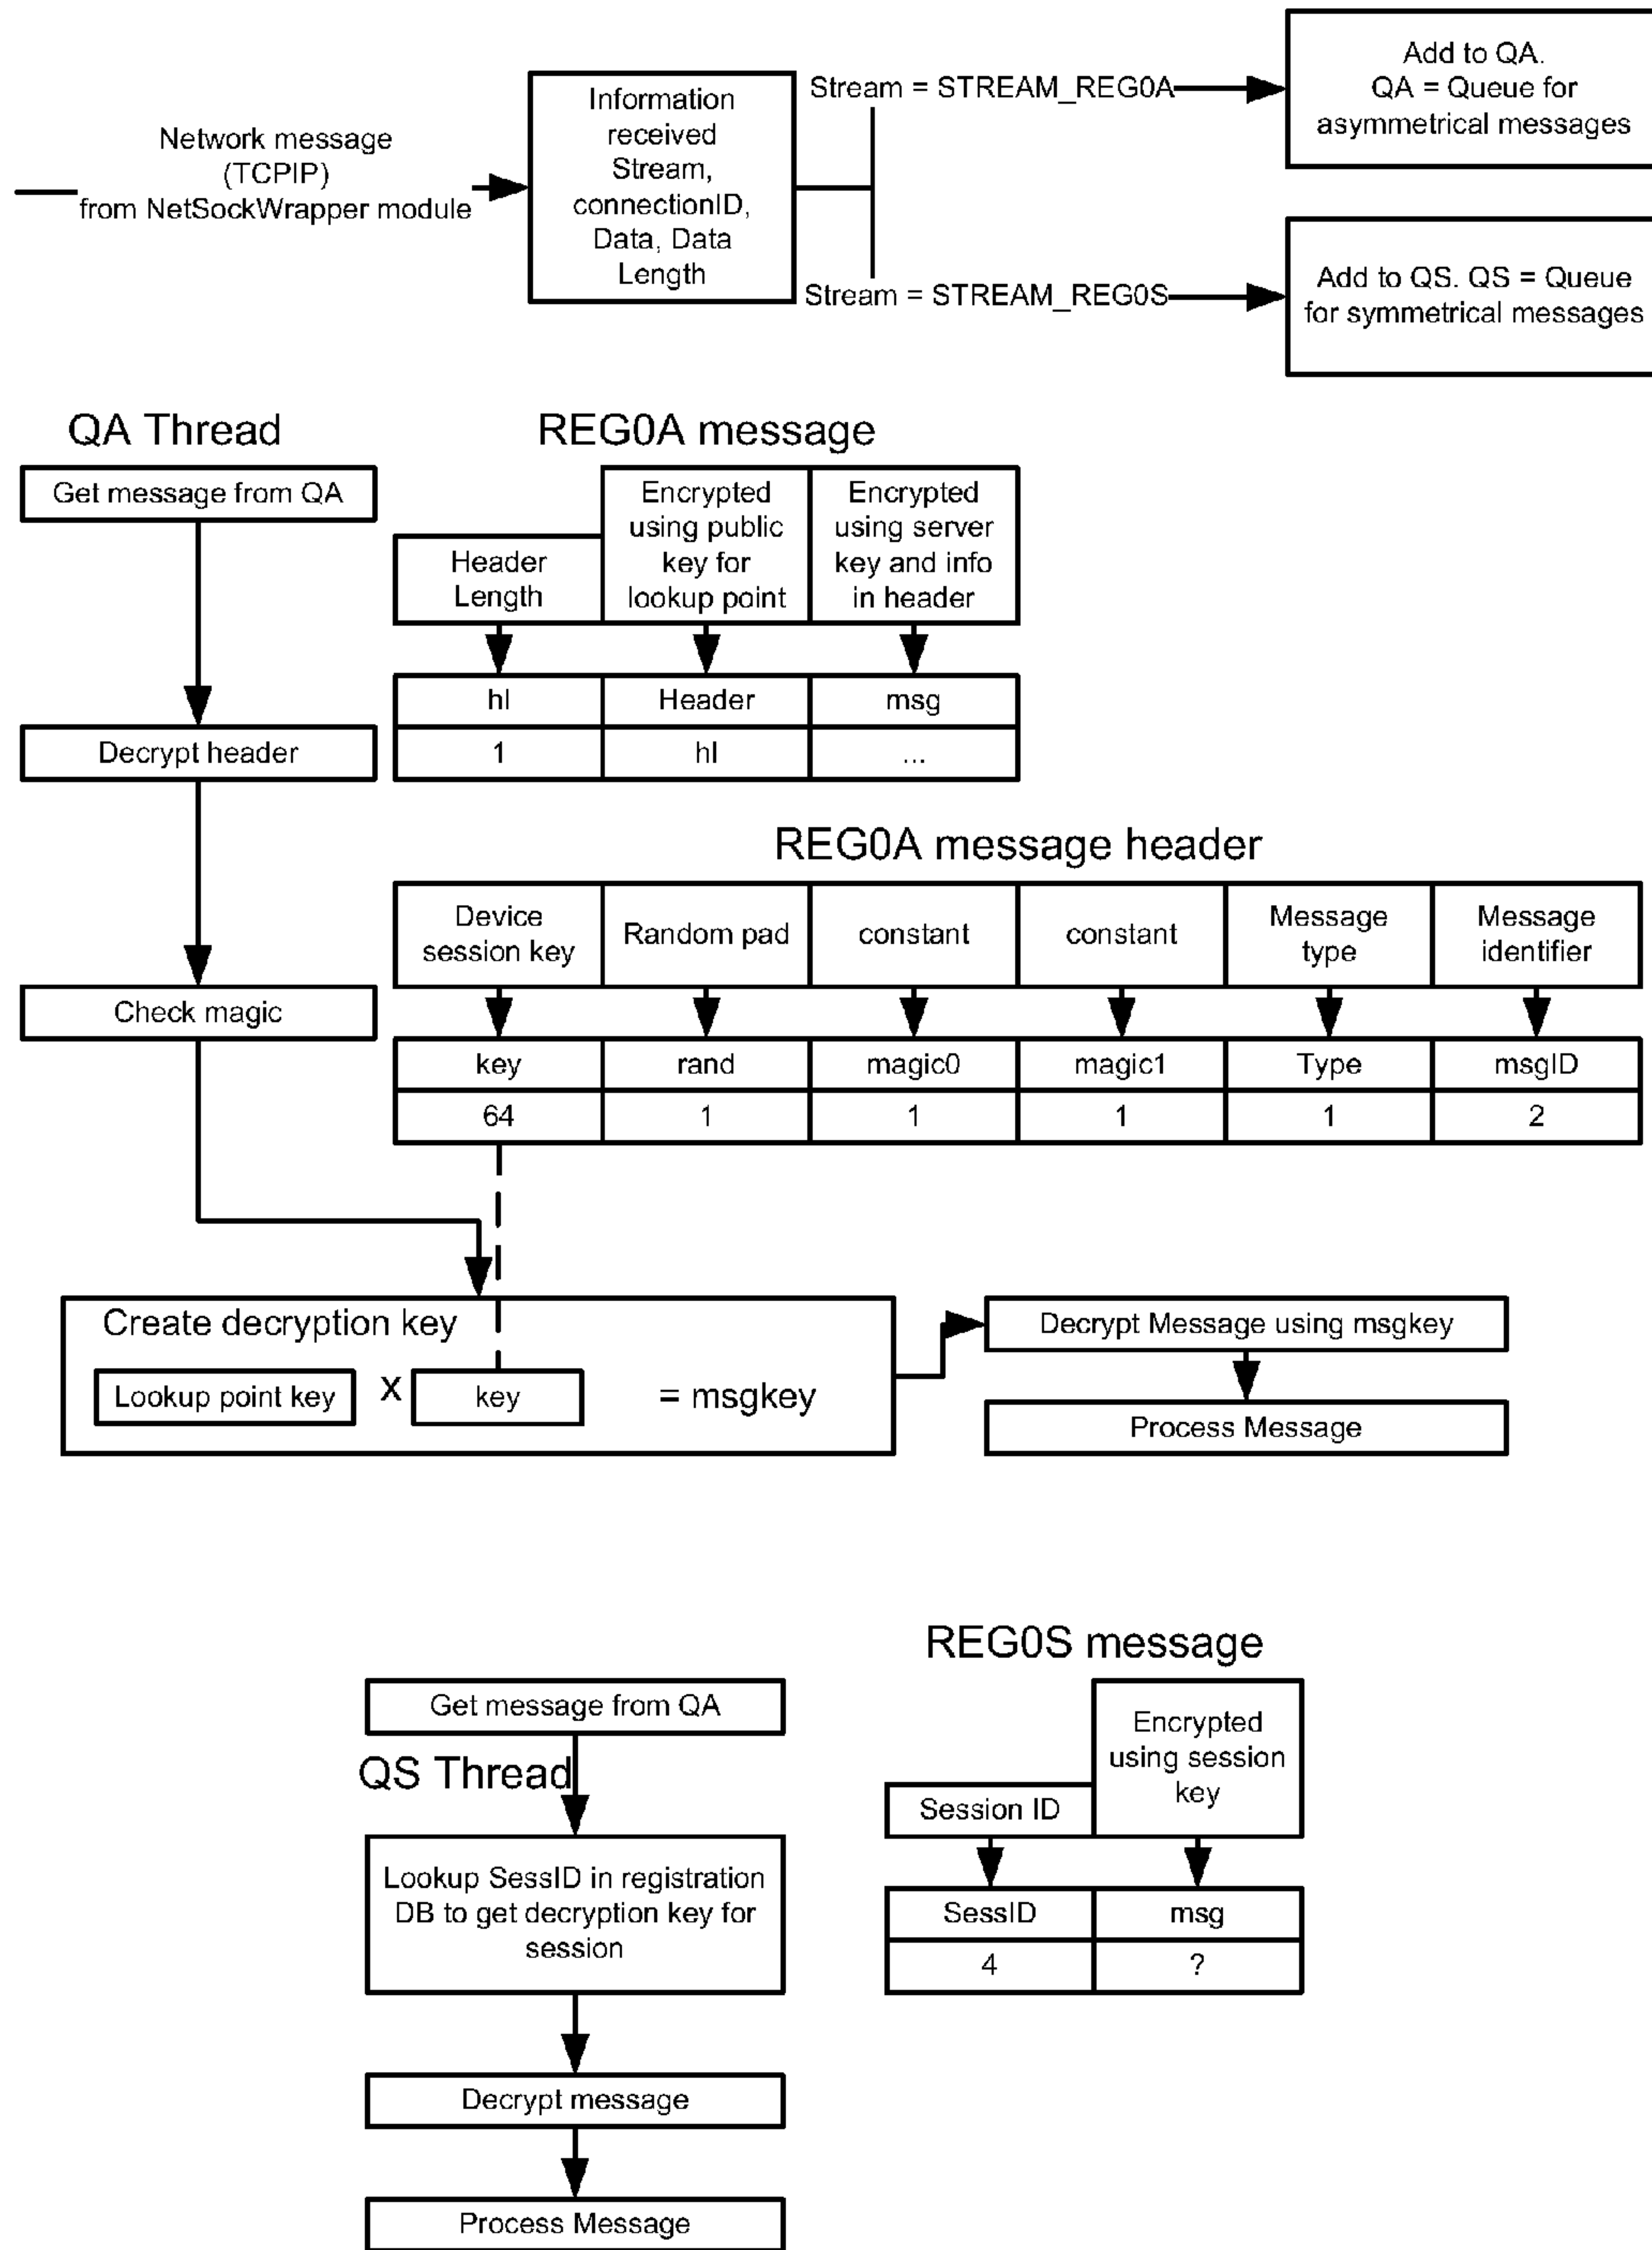 Network message
(TCPIP)
from NetSockWrapper module
Information
received
Stream,
connectionID,
Data, Data
Length
Stream = STREAM_REG0A
Stream = STREAM_REG0S
Add to QA.
QA = Queue for
asymmetrical messages
Add to QS. QS = Queue
for symmetrical messages
QA Thread
Get message from QA
Decrypt header
Check magic
REG0A message
Header
Length
Encrypted
using public
key for
lookup point
Encrypted
using server
key and info
in header
hl Header msg
1 hl ...
REG0A message header
Device
session key
Random pad
constant
constant
Message
type
Message
identifier
key rand magic0 magic1 Type msgID
64 1 1 1 1 2
Create decryption key
Lookup point key x key = msgkey
Decrypt Message using msgkey
Process Message
Get message from QA
QS Thread
Lookup SessID in registration
DB to get decryption key for
session
Decrypt message
Process Message
REG0S message
Session ID
Encrypted
using session
key
SessID msg
4 ?